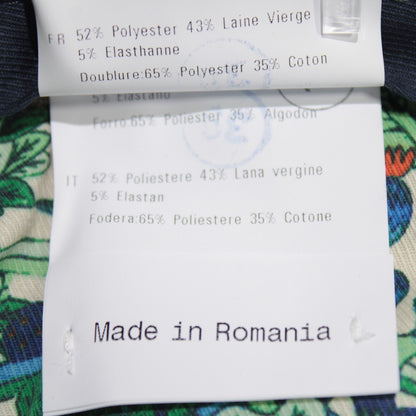 FR 52% Polyester 43% Laine Vierge
5% Elasthanne
Doublure:65% Polyester 35% Coton
5% Elastano
Forro:65% Poliester 35% Algodon
IT 52% Poliestere 43% Lana vergine
5% Elastan
Fodera:65% Poliestere 35% Cotone
Made in Romania